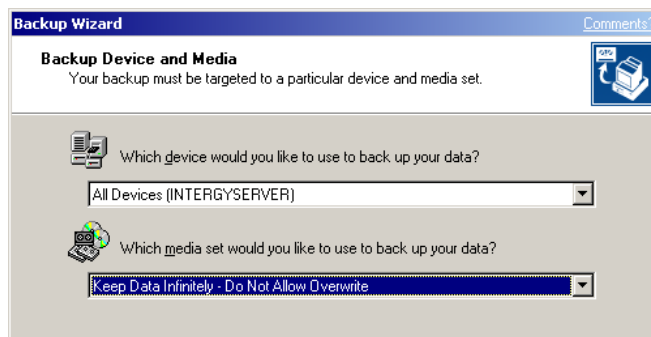 Backup Wizard
Comments?
Backup Device and Media
Your backup must be targeted to a particular device and media set.
Which device would you like to use to back up your data?
All Devices (INTERGYSERVER)
Which media set would you like to use to back up your data?
Keep Data Infinitely - Do Not Allow Overwrite